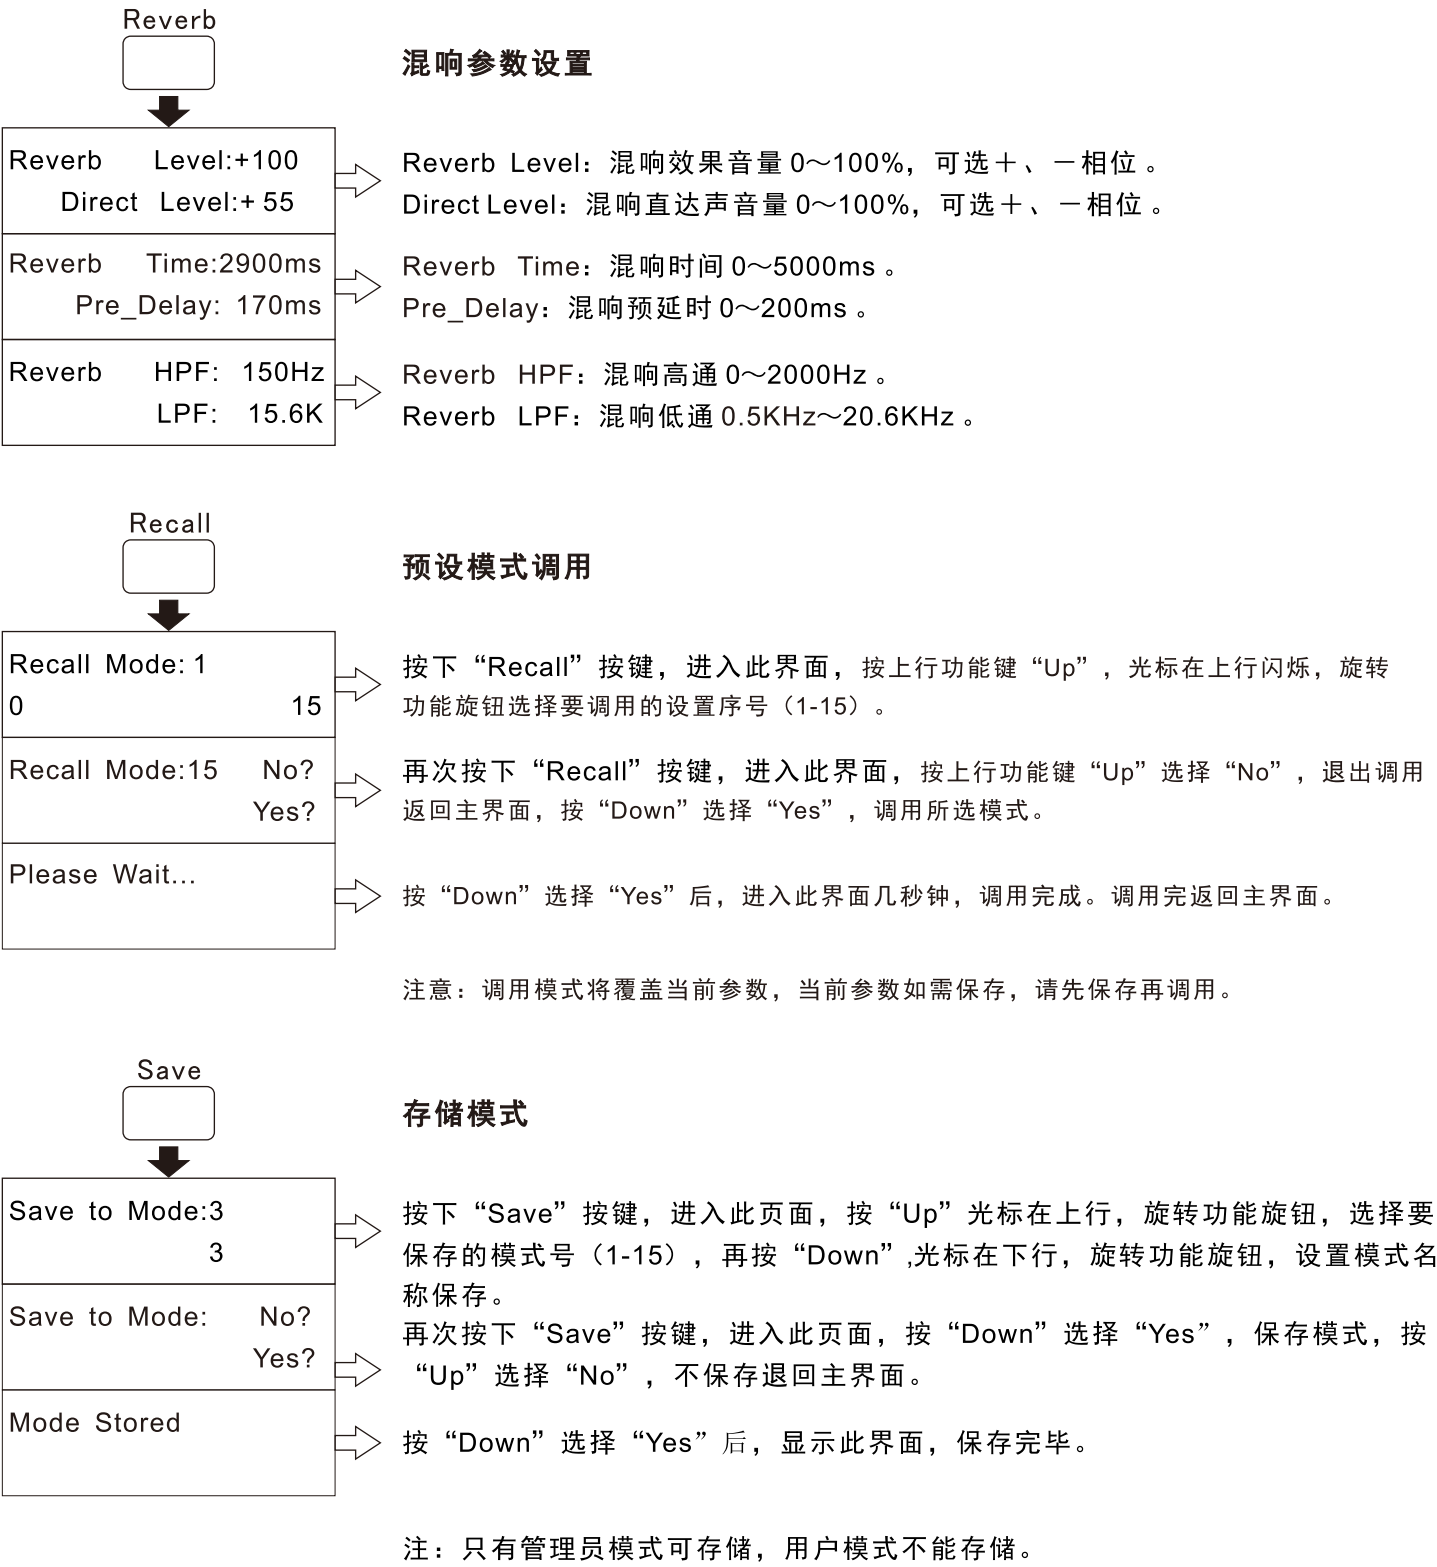 Reverb
混响参数设置
Reverb Level:+100
Direct Level:+ 55
Reverb Level：混响效果音量 0～100%，可选＋、－相位。
Direct Level：混响直达声音量 0～100%，可选＋、－相位。
Reverb Time:2900ms
Pre_Delay: 170ms
Reverb Time：混响时间 0～5000ms。
Pre_Delay：混响预延时 0～200ms。
Reverb HPF: 150Hz
LPF: 15.6K
Reverb HPF：混响高通 0～2000Hz。
Reverb LPF：混响低通 0.5KHz～20.6KHz。
Recall
预设模式调用
Recall Mode: 1
0 15
按下“Recall”按键，进入此界面，按上行功能键“Up”，光标在上行闪烁，旋转
功能旋钮选择要调用的设置序号（1-15）。
Recall Mode:15 No?
Yes?
再次按下“Recall”按键，进入此界面，按上行功能键“Up”选择“No”，退出调用
返回主界面，按“Down”选择“Yes”，调用所选模式。
Please Wait...
按“Down”选择“Yes”后，进入此界面几秒钟，调用完成。调用完返回主界面。
注意：调用模式将覆盖当前参数，当前参数如需保存，请先保存再调用。
Save
存储模式
Save to Mode:3
3
按下“Save”按键，进入此页面，按“Up”光标在上行，旋转功能旋钮，选择要
保存的模式号（1-15），再按“Down”,光标在下行，旋转功能旋钮，设置模式名
称保存。
Save to Mode: No?
Yes?
再次按下“Save”按键，进入此页面，按“Down”选择“Yes”，保存模式，按
“Up”选择“No”，不保存退回主界面。
Mode Stored
按“Down”选择“Yes”后，显示此界面，保存完毕。
注：只有管理员模式可存储，用户模式不能存储。